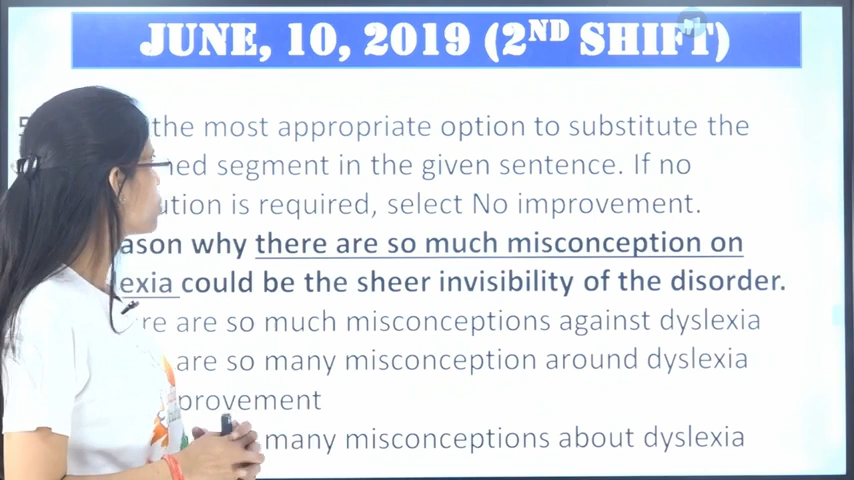 JUNE, 10, 2019 (2ND SHIFT)
the most appropriate option to substitute the
ned segment in the given sentence. If no
ution is required, select No improvement.
ason why there are so much misconception on
lexia could be the sheer invisibility of the disorder.
re are so much misconceptions against dyslexia
are so many misconception around dyslexia
provement
many misconceptions about dyslexia